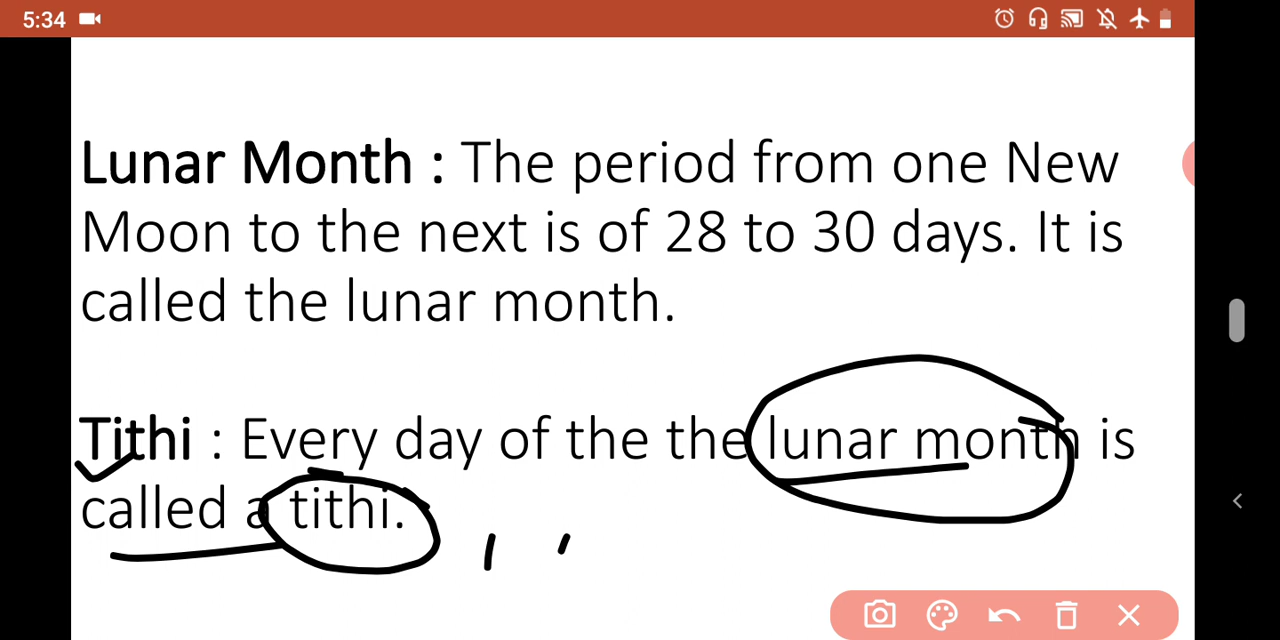 5:34
Lunar Month : The period from one New
Moon to the next is of 28 to 30 days. It is
called the lunar month.
Tithi : Every day of the the lunar month is
called a tithi.